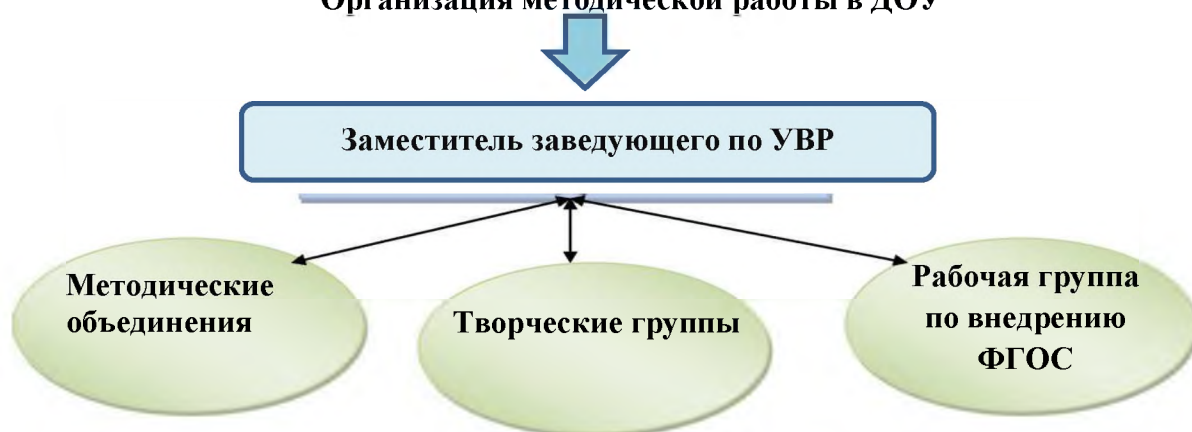 Организация методической работы в ДОУ
Заместитель заведующего по УВР
Методические
объединения
Творческие группы
Рабочая группа
по внедрению
ФГОС